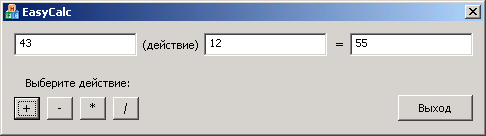 EasyCalc
43 (действие) 12 = 55
Выберите действие:
+ - * /
Выход